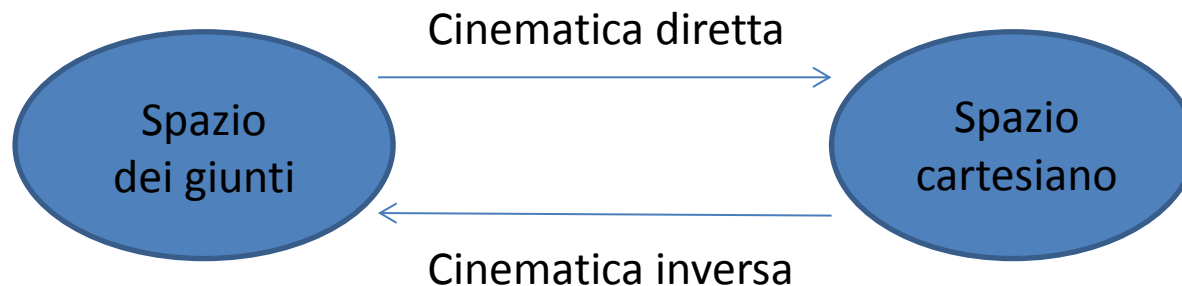 Cinematica diretta
Spazio
dei giunti
Spazio
cartesiano
Cinematica inversa